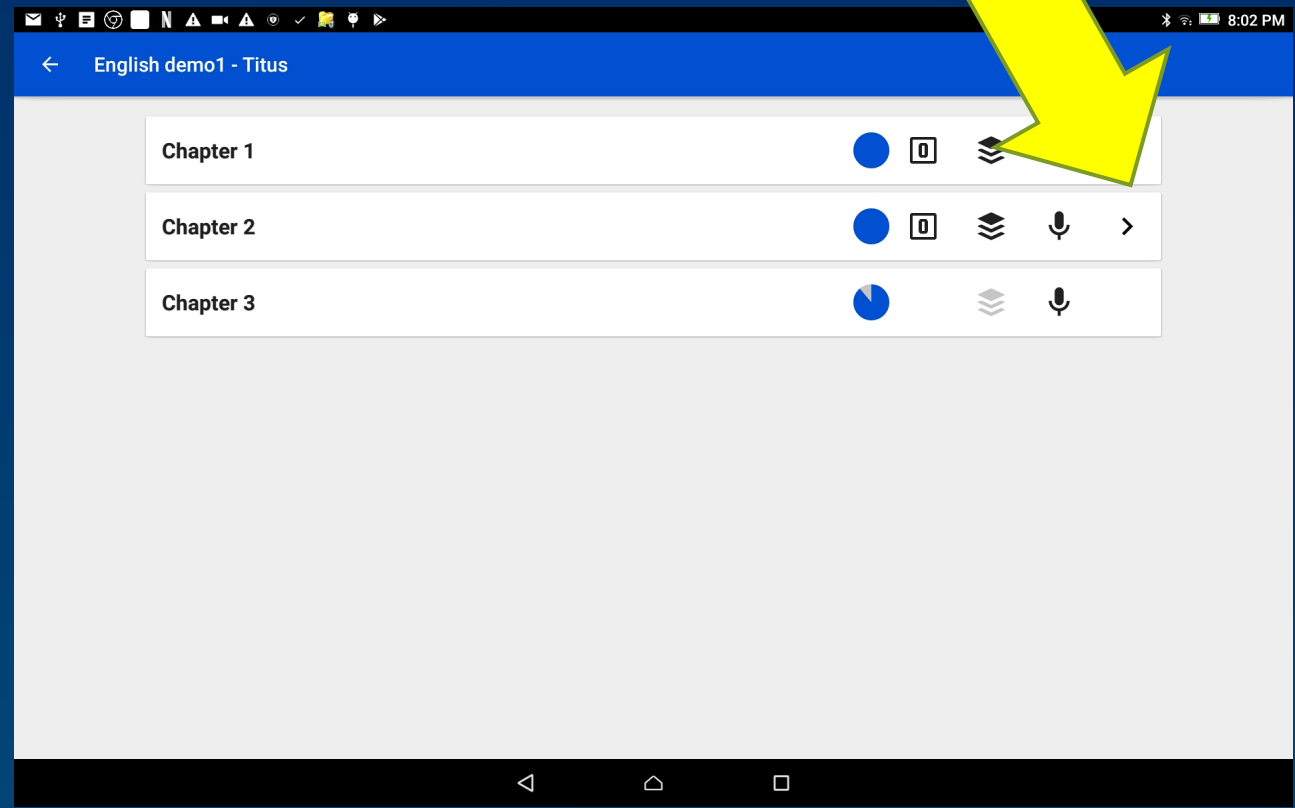 8:02 PM
English demo1 - Titus
Chapter 1
0
Chapter 2
0
Chapter 3